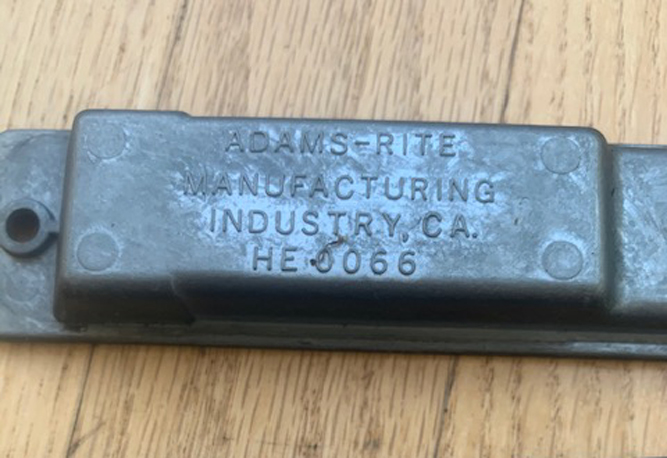 ADAMS-RITE
MANUFACTURING
INDUSTRY, CA.
HE 0066